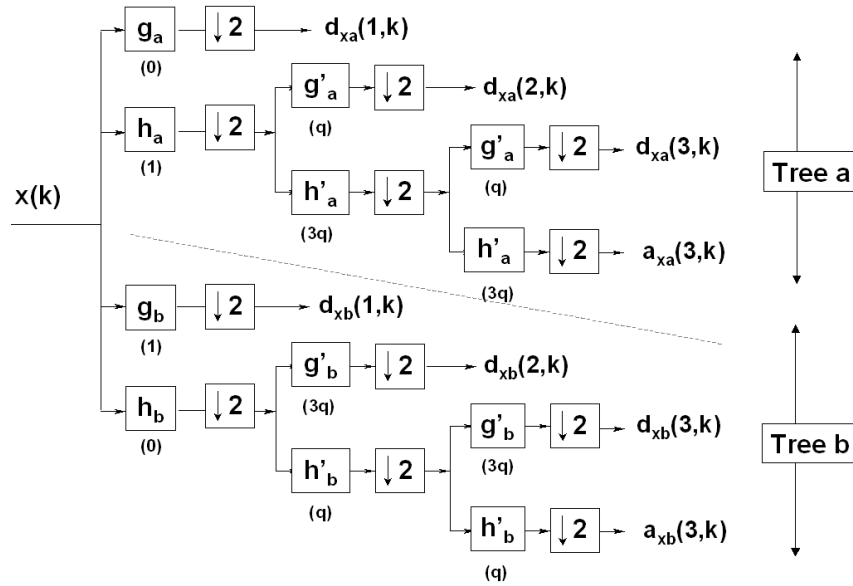 g_a ↓2 d_xa(1,k)
(0)
g'_a ↓2 d_xa(2,k)
(q)
h_a ↓2
(1)
g'_a ↓2 d_xa(3,k)
(q)
Tree a
h'_a ↓2
(3q)
x(k)
h'_a ↓2 a_xa(3,k)
(3q)
g_b ↓2 d_xb(1,k)
(1)
g'_b ↓2 d_xb(2,k)
(3q)
h_b ↓2
(0)
g'_b ↓2 d_xb(3,k)
(3q)
Tree b
h'_b ↓2
(q)
h'_b ↓2 a_xb(3,k)
(q)